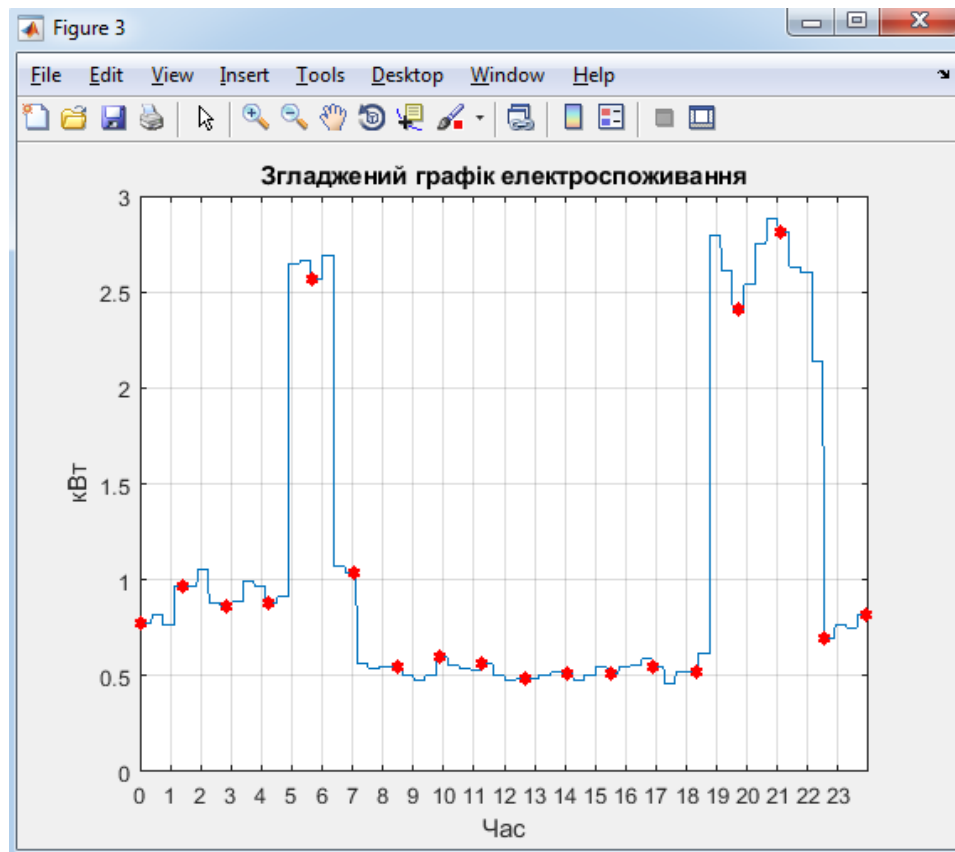 Figure 3
File Edit View Insert Tools Desktop Window Help
Згладжений графік електроспоживання
3
2.5
2
1.5
1
0.5
0
кВт
0 1 2 3 4 5 6 7 8 9 10 11 12 13 14 15 16 17 18 19 20 21 22 23
Час